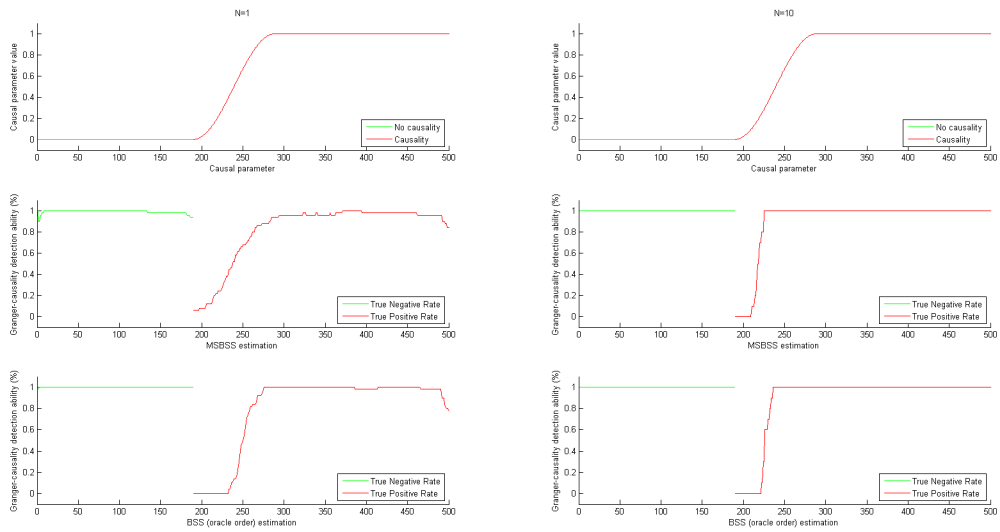 N=1
Causal parameter value
1
0.8
0.6
0.4
0.2
0
0 50 100 150 200 250 300 350 400 450 500
No causality
Causality
Causal parameter
Granger-causality detection ability (%)
1
0.8
0.6
0.4
0.2
0
0 50 100 150 200 250 300 350 400 450 500
True Negative Rate
True Positive Rate
MSBSS estimation
Granger-causality detection ability (%)
1
0.8
0.6
0.4
0.2
0
0 50 100 150 200 250 300 350 400 450 500
True Negative Rate
True Positive Rate
BSS (oracle order) estimation
N=10
Causal parameter value
1
0.8
0.6
0.4
0.2
0
0 50 100 150 200 250 300 350 400 450 500
No causality
Causality
Causal parameter
Granger-causality detection ability (%)
1
0.8
0.6
0.4
0.2
0
0 50 100 150 200 250 300 350 400 450 500
True Negative Rate
True Positive Rate
MSBSS estimation
Granger-causality detection ability (%)
1
0.8
0.6
0.4
0.2
0
0 50 100 150 200 250 300 350 400 450 500
True Negative Rate
True Positive Rate
BSS (oracle order) estimation